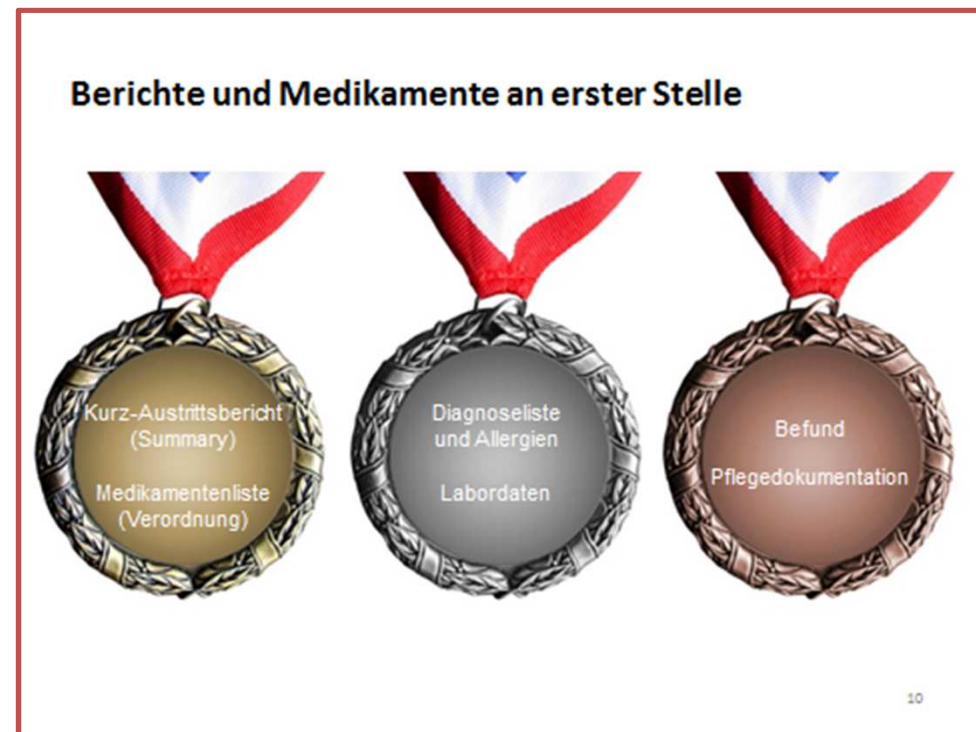 Berichte und Medikamente an erster Stelle
Kurz-Austrittsbericht
(Summary)
Medikamentenliste
(Verordnung)
Diagnoseliste
und Allergien
Labordaten
Befund
Pflegedokumentation
10